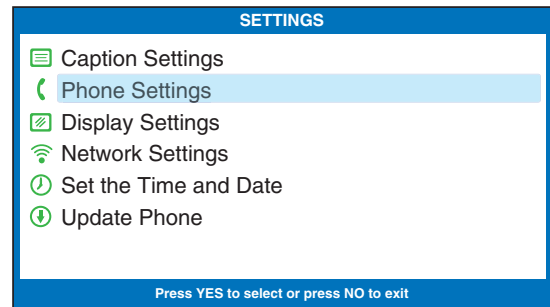 SETTINGS
Caption Settings
Phone Settings
Display Settings
Network Settings
Set the Time and Date
Update Phone
Press YES to select or press NO to exit